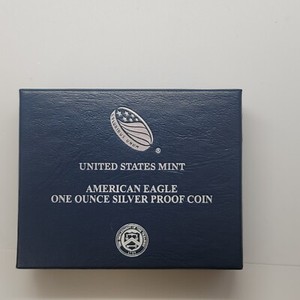 ®
UNITED STATES MINT
AMERICAN EAGLE
ONE OUNCE SILVER PROOF COIN